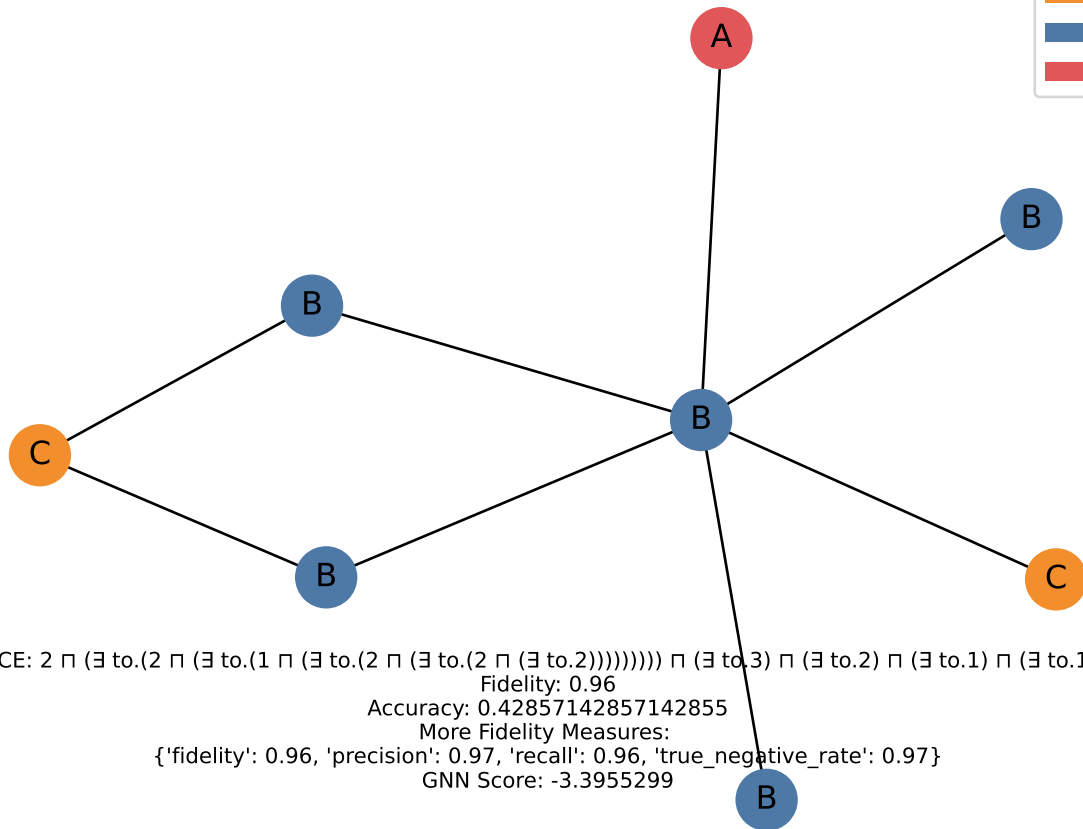 A
B
B
B
C
B
C
CE: 2 ⊓ (∃ to.(2 ⊓ (∃ to.(1 ⊓ (∃ to.(2 ⊓ (∃ to.(2 ⊓ (∃ to.2))))))))) ⊓ (∃ to.3) ⊓ (∃ to.2) ⊓ (∃ to.1) ⊓ (∃ to.1
Fidelity: 0.96
Accuracy: 0.42857142857142855
More Fidelity Measures:
{'fidelity': 0.96, 'precision': 0.97, 'recall': 0.96, 'true_negative_rate': 0.97}
GNN Score: -3.3955299
B